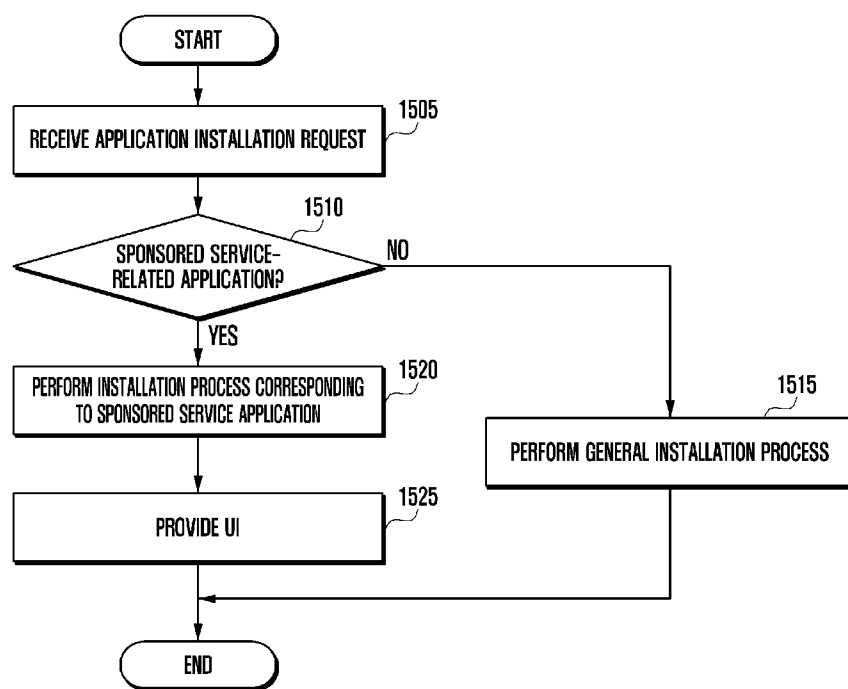 START
1505
RECEIVE APPLICATION INSTALLATION REQUEST
1510
SPONSORED SERVICE-
RELATED APPLICATION?
NO
YES
1520
PERFORM INSTALLATION PROCESS CORRESPONDING
TO SPONSORED SERVICE APPLICATION
1515
PERFORM GENERAL INSTALLATION PROCESS
1525
PROVIDE UI
END